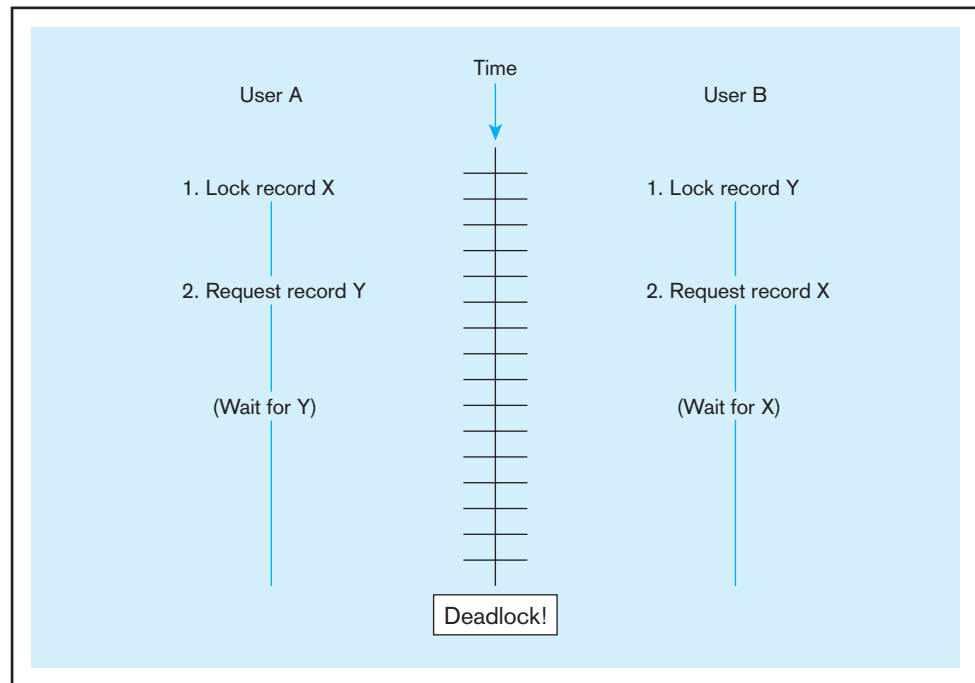 Time
User A
User B
1. Lock record X
1. Lock record Y
2. Request record Y
2. Request record X
(Wait for Y)
(Wait for X)
Deadlock!